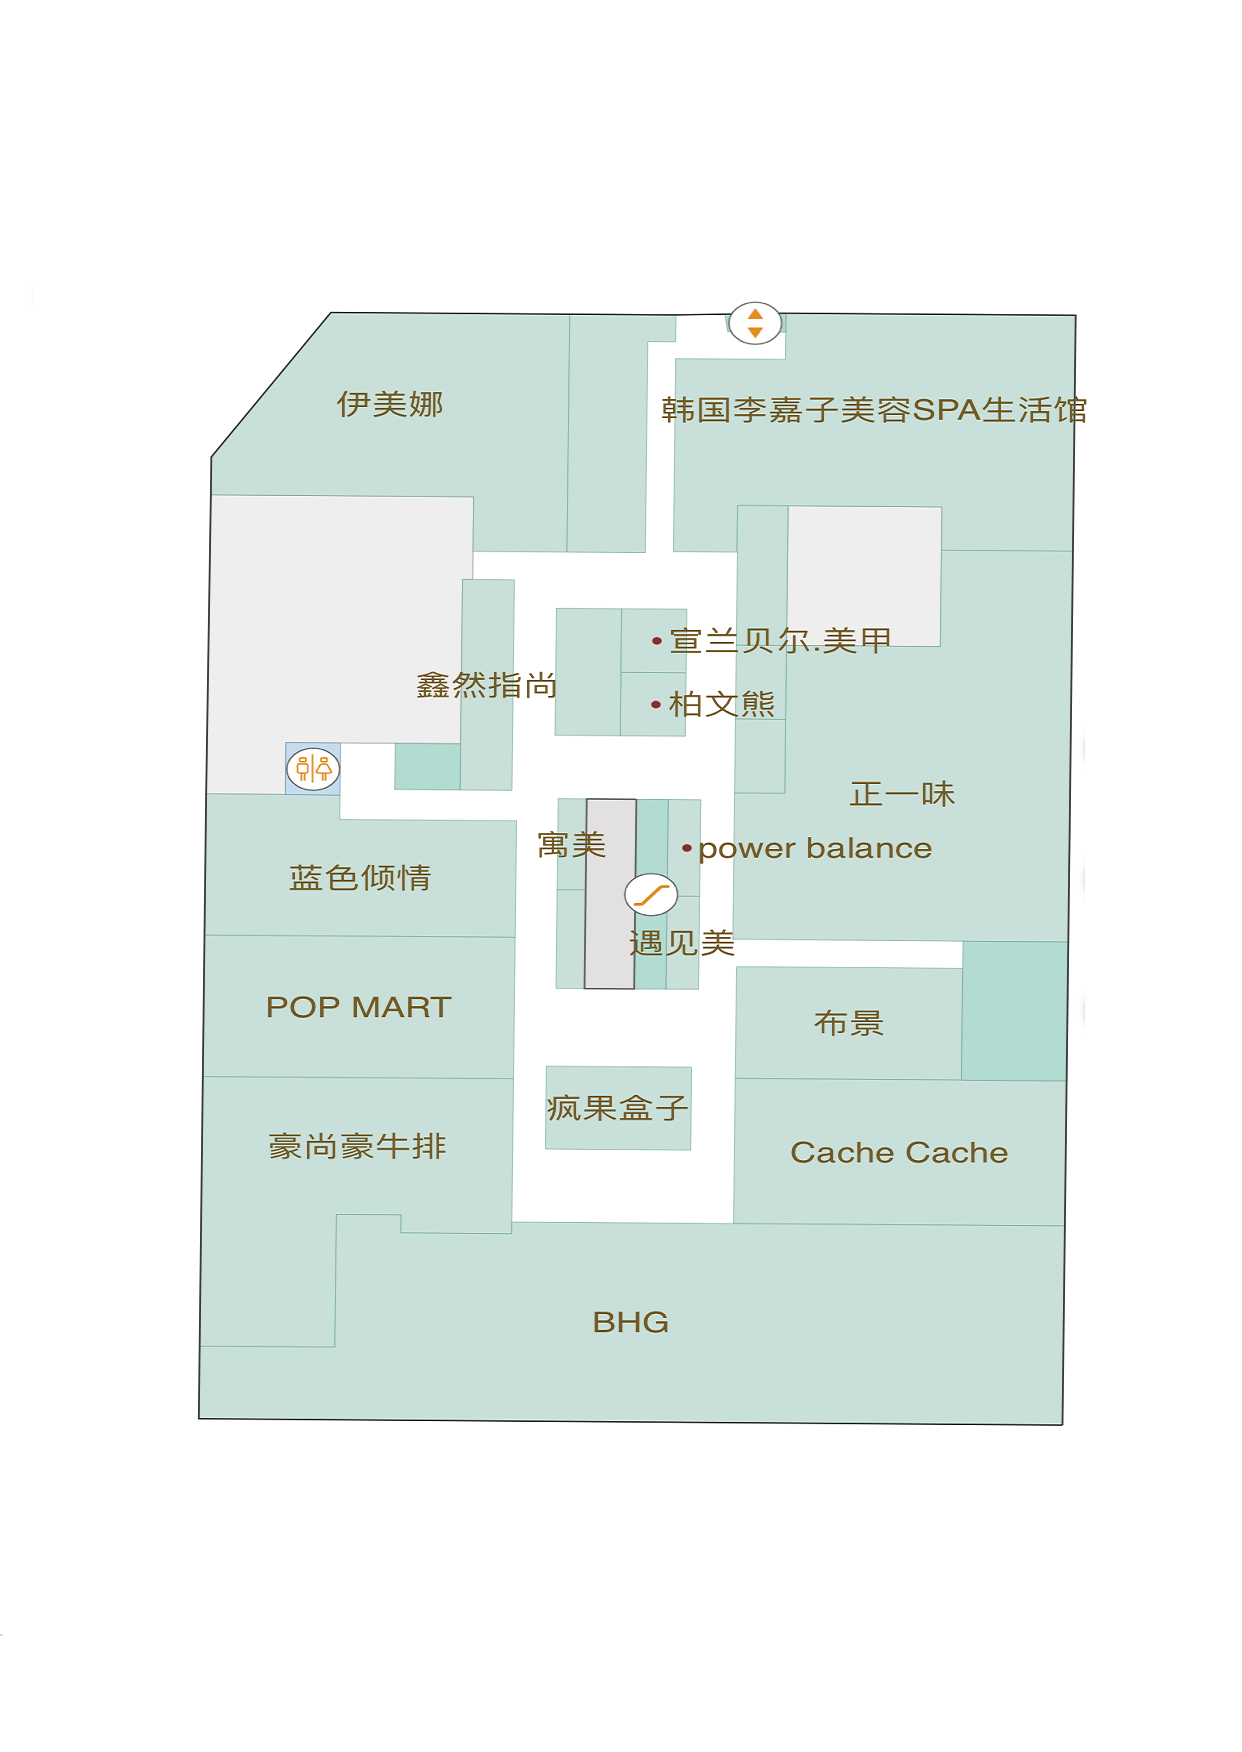 伊美娜
韩国李嘉子美容SPA生活馆
宣兰贝尔.美甲
鑫然指尚
柏文熊
正一味
寓美
power balance
蓝色倾情
遇见美
POP MART
布景
疯果盒子
豪尚豪牛排
Cache Cache
BHG